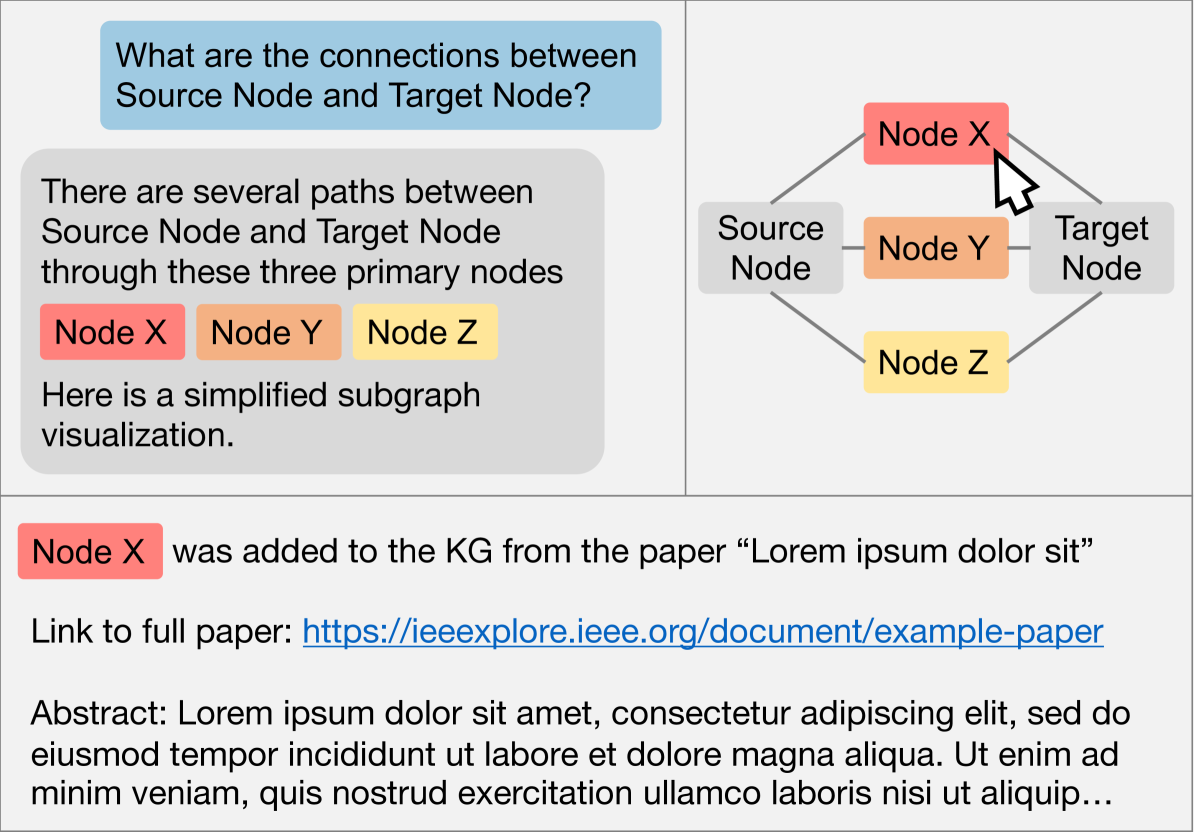 What are the connections between
Source Node and Target Node?
There are several paths between
Source Node and Target Node
through these three primary nodes
Node X Node Y Node Z
Here is a simplified subgraph
visualization.
Node X
Source
Node
Node Y
Target
Node
Node Z
Node X was added to the KG from the paper “Lorem ipsum dolor sit”
Link to full paper: https://ieeexplore.ieee.org/document/example-paper
Abstract: Lorem ipsum dolor sit amet, consectetur adipiscing elit, sed do
eiusmod tempor incididunt ut labore et dolore magna aliqua. Ut enim ad
minim veniam, quis nostrud exercitation ullamco laboris nisi ut aliquip…